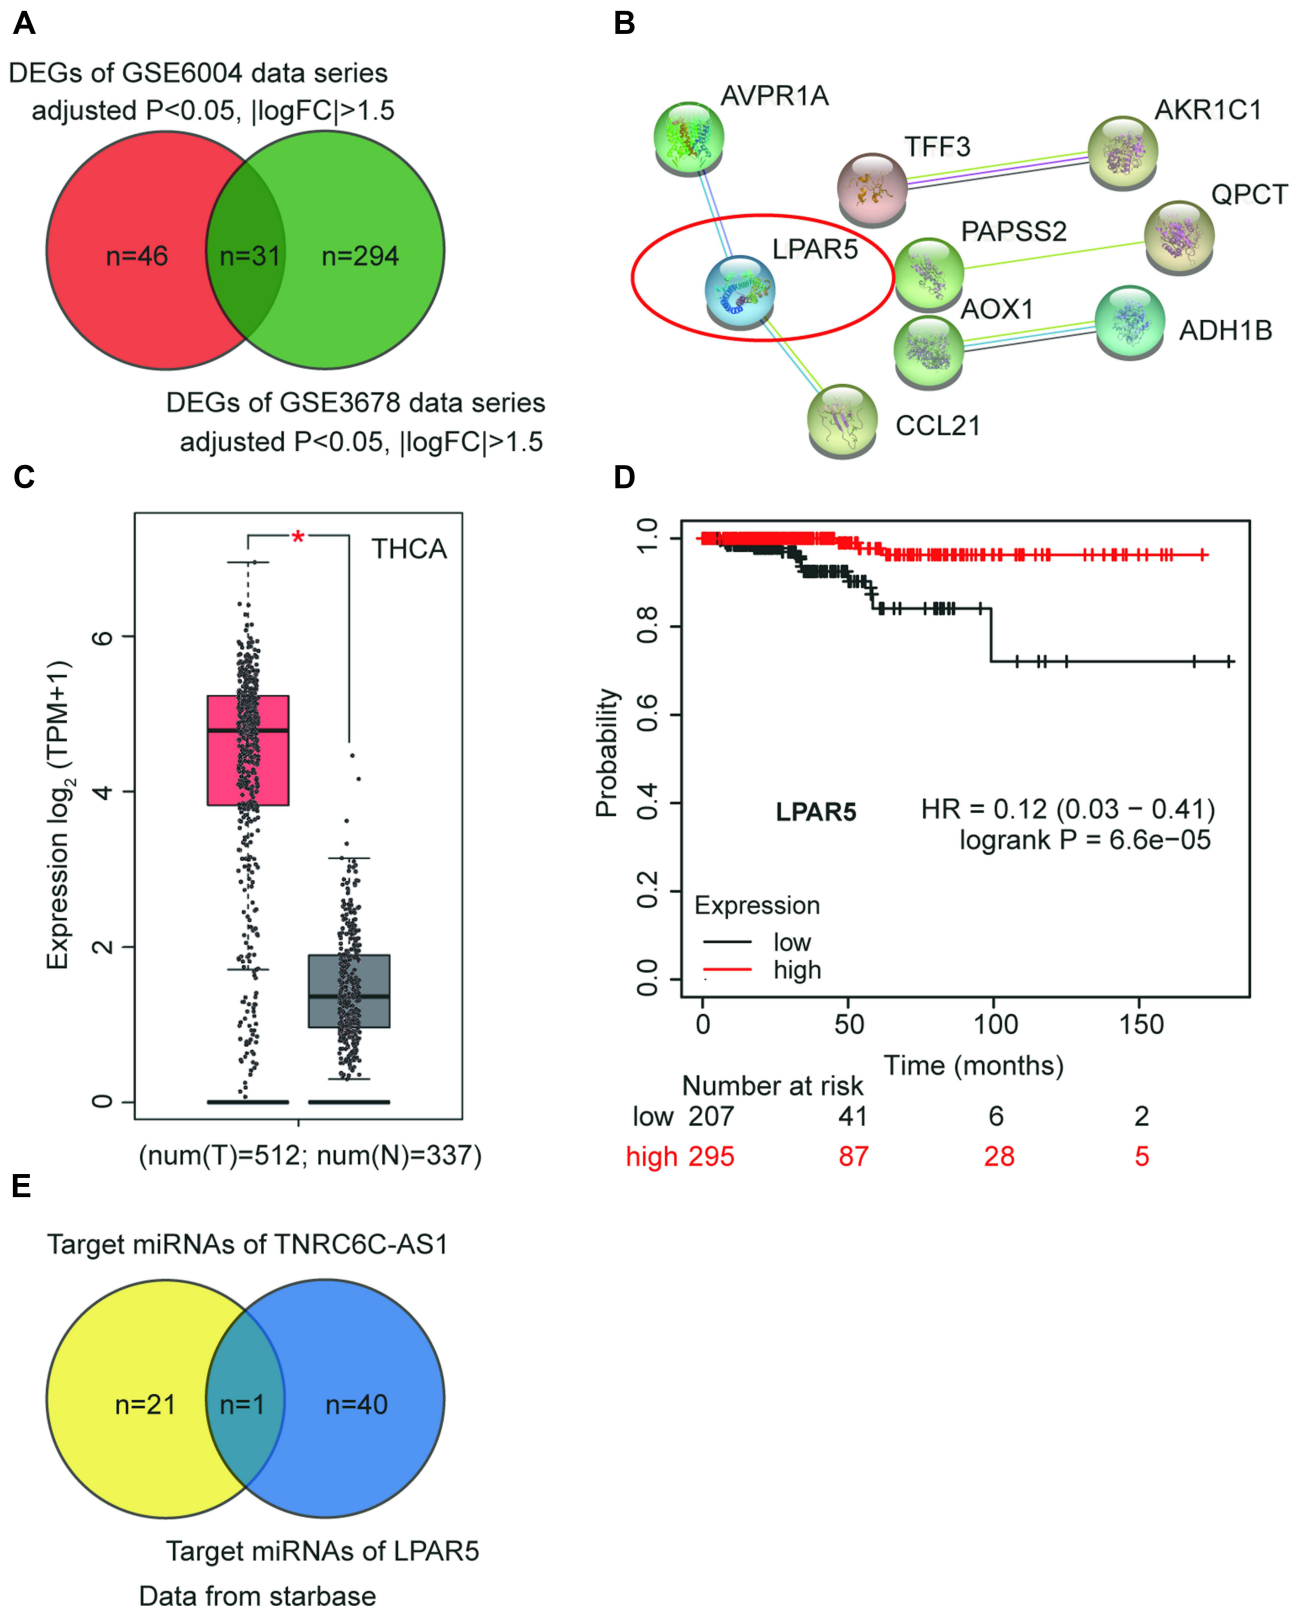 A
DEGs of GSE6004 data series
adjusted P<0.05, |logFC|>1.5
n=46
n=31
n=294
DEGs of GSE3678 data series
adjusted P<0.05, |logFC|>1.5
B
AVPR1A
TFF3
AKR1C1
QPCT
LPAR5
PAPSS2
AOX1
ADH1B
CCL21
C
*
THCA
Expression log2 (TPM+1)
6
4
2
0
(num(T)=512; num(N)=337)
D
Probability
1.0
0.8
0.6
0.4
0.2
0.0
LPAR5
HR = 0.12 (0.03 − 0.41)
logrank P = 6.6e−05
Expression
low
high
0 50 100 150
Time (months)
Number at risk
low 207 41 6 2
high 295 87 28 5
E
Target miRNAs of TNRC6C-AS1
n=21
n=1
n=40
Target miRNAs of LPAR5
Data from starbase